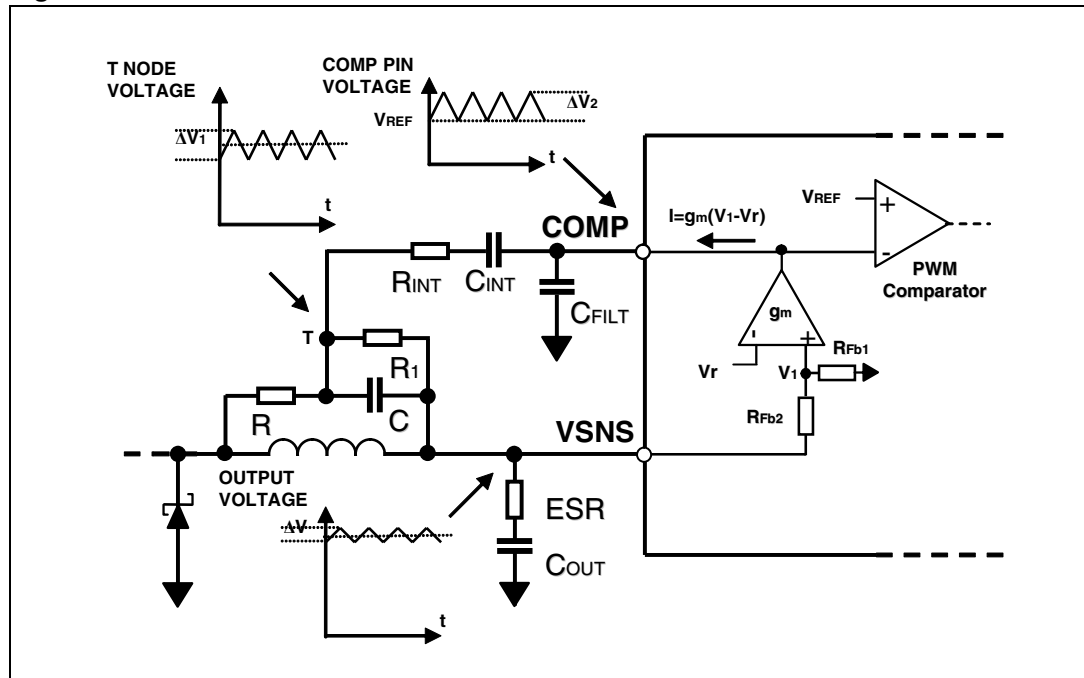 T NODE
VOLTAGE
ΔV1
t
COMP PIN
VOLTAGE
VREF
ΔV2
t
COMP
I=gm(V1-Vr)
VREF
+
-
PWM
Comparator
gm
-
+
Vr
V1
RFb1
RFb2
RINT
CINT
CFILT
T
R1
R
C
VSNS
OUTPUT
VOLTAGE
ΔV
t
ESR
COUT